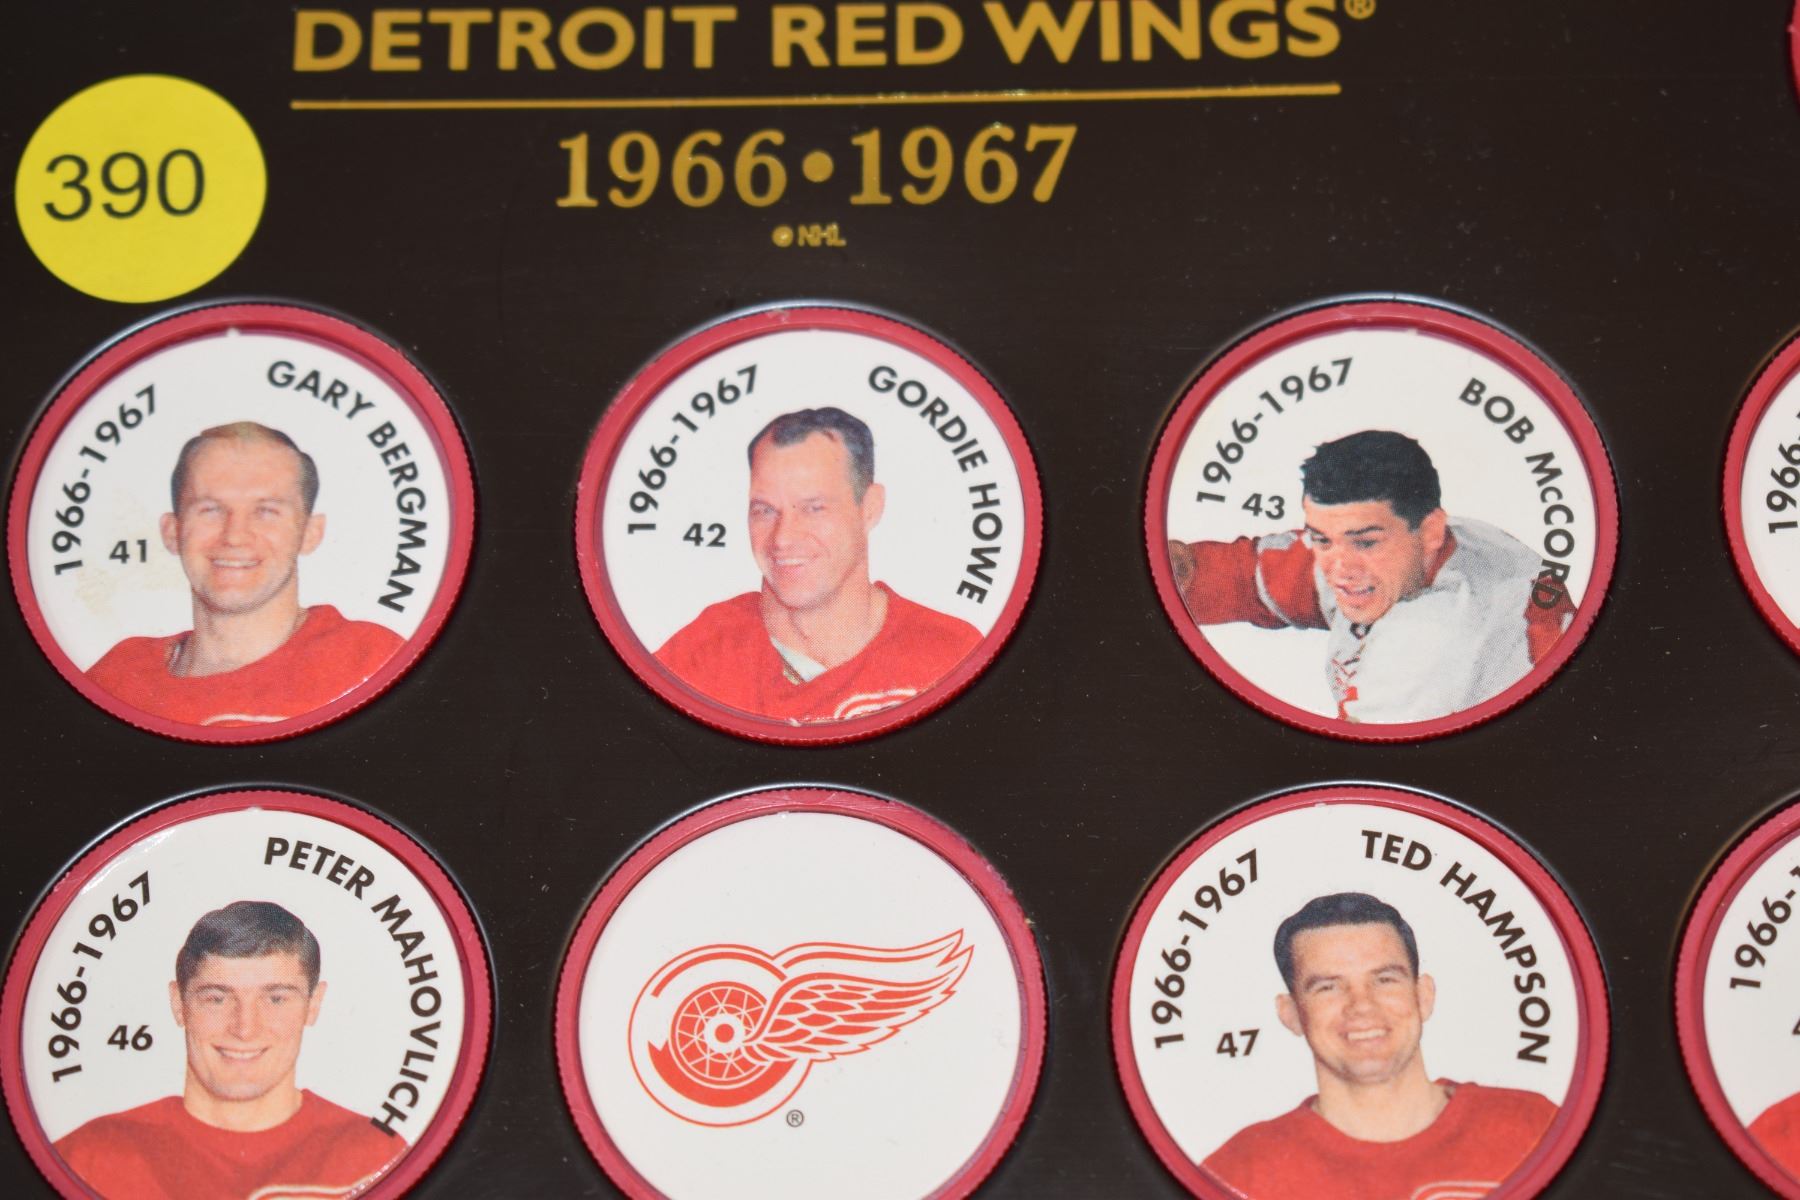 DETROIT RED WINGS®
1966•1967
© NHL
390
1966-1967
GARY BERGMAN
41
1966-1967
GORDIE HOWE
42
1966-1967
BOB McCORD
43
1966-1967
PETER MAHOVLICH
46
®
1966-1967
TED HAMPSON
47
1966-